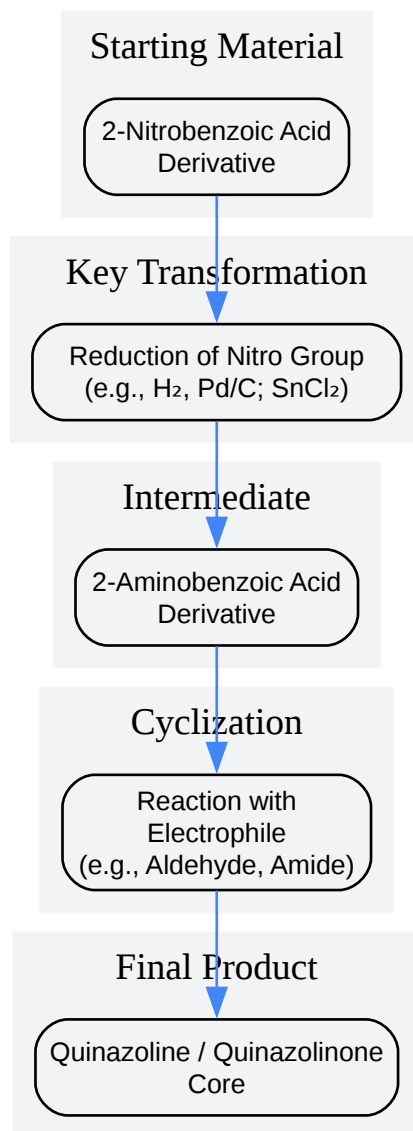 Starting Material
2-Nitrobenzoic Acid
Derivative
Key Transformation
Reduction of Nitro Group
(e.g., H₂, Pd/C; SnCl₂)
Intermediate
2-Aminobenzoic Acid
Derivative
Cyclization
Reaction with
Electrophile
(e.g., Aldehyde, Amide)
Final Product
Quinazoline / Quinazolinone
Core